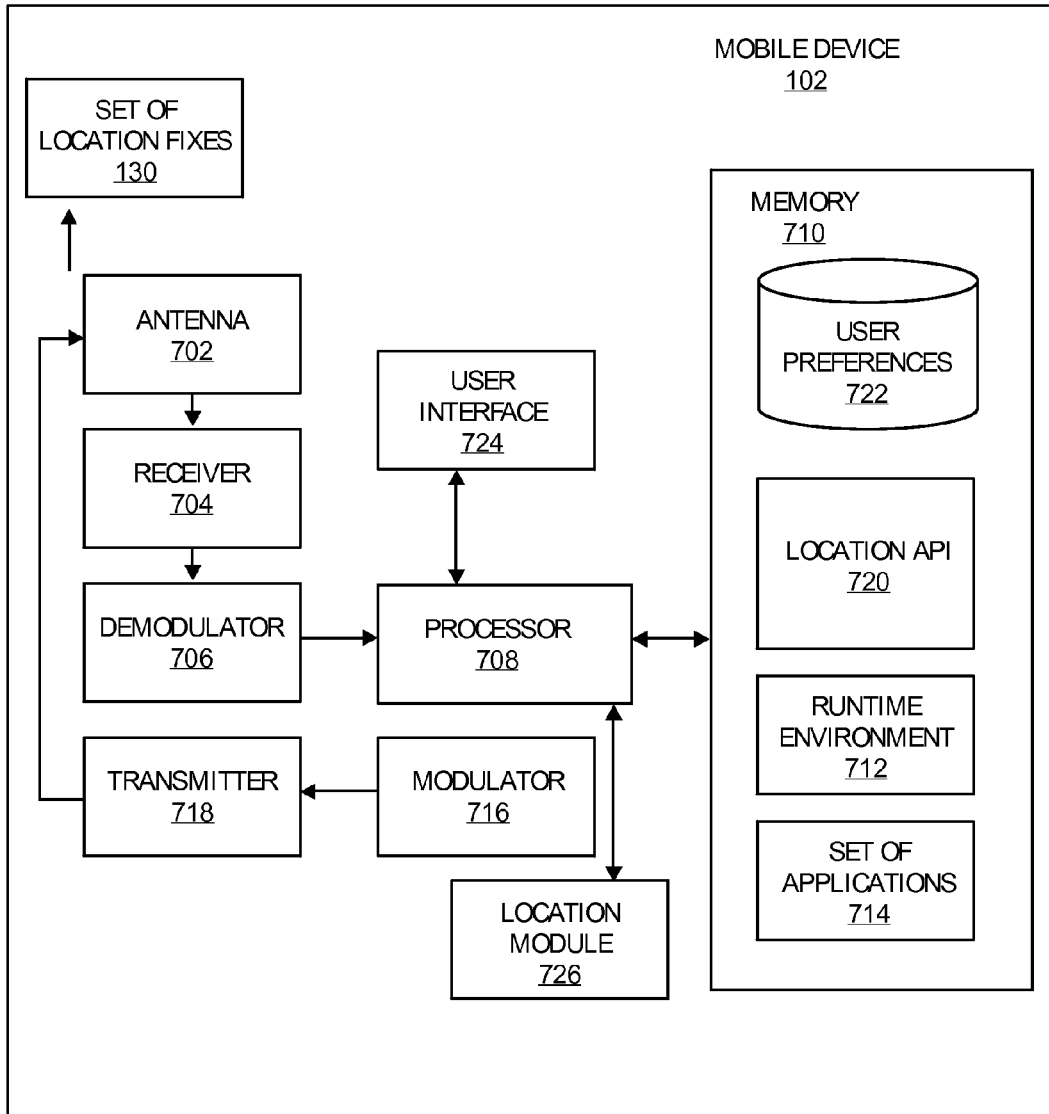 MOBILE DEVICE
102
SET OF
LOCATION FIXES
130
MEMORY
710
ANTENNA
702
USER
PREFERENCES
722
USER
INTERFACE
724
RECEIVER
704
LOCATION API
720
DEMODULATOR
706
PROCESSOR
708
RUNTIME
ENVIRONMENT
712
TRANSMITTER
718
MODULATOR
716
SET OF
APPLICATIONS
714
LOCATION
MODULE
726